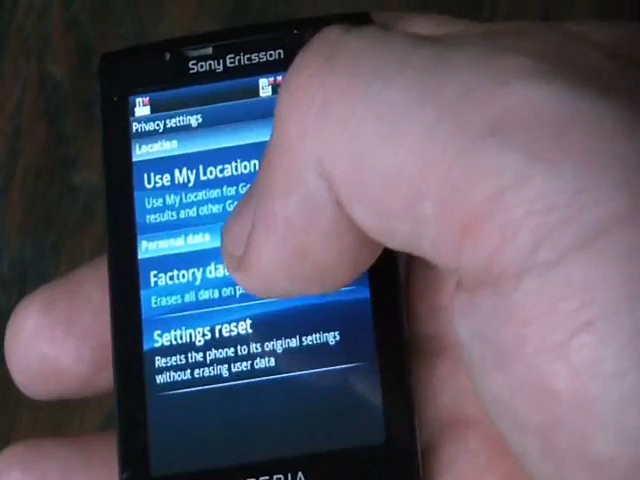 Sony Ericsson
Privacy settings
Location
Use My Location
Use My Location for
results and other
Personal data
Factory
Erases all data on
Settings reset
Resets the phone to its original settings
without erasing user data